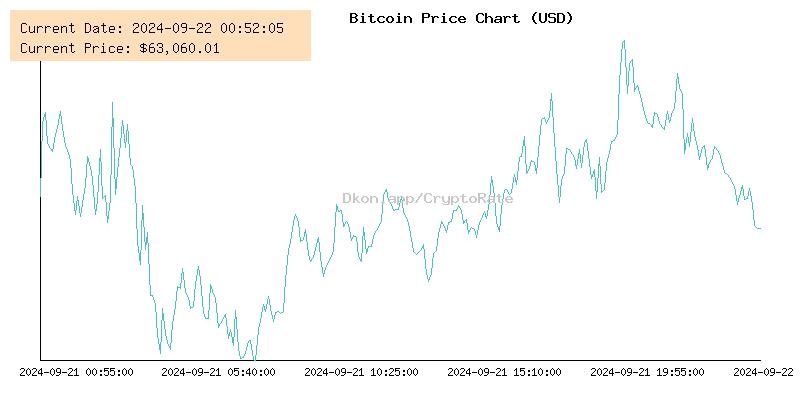 Bitcoin Price Chart (USD)
Current Date: 2024-09-22 00:52:05
Current Price: $63,060.01
Dkon.app/CryptoRate
2024-09-21 00:55:00 2024-09-21 05:40:00 2024-09-21 10:25:00 2024-09-21 15:10:00 2024-09-21 19:55:00 2024-09-22